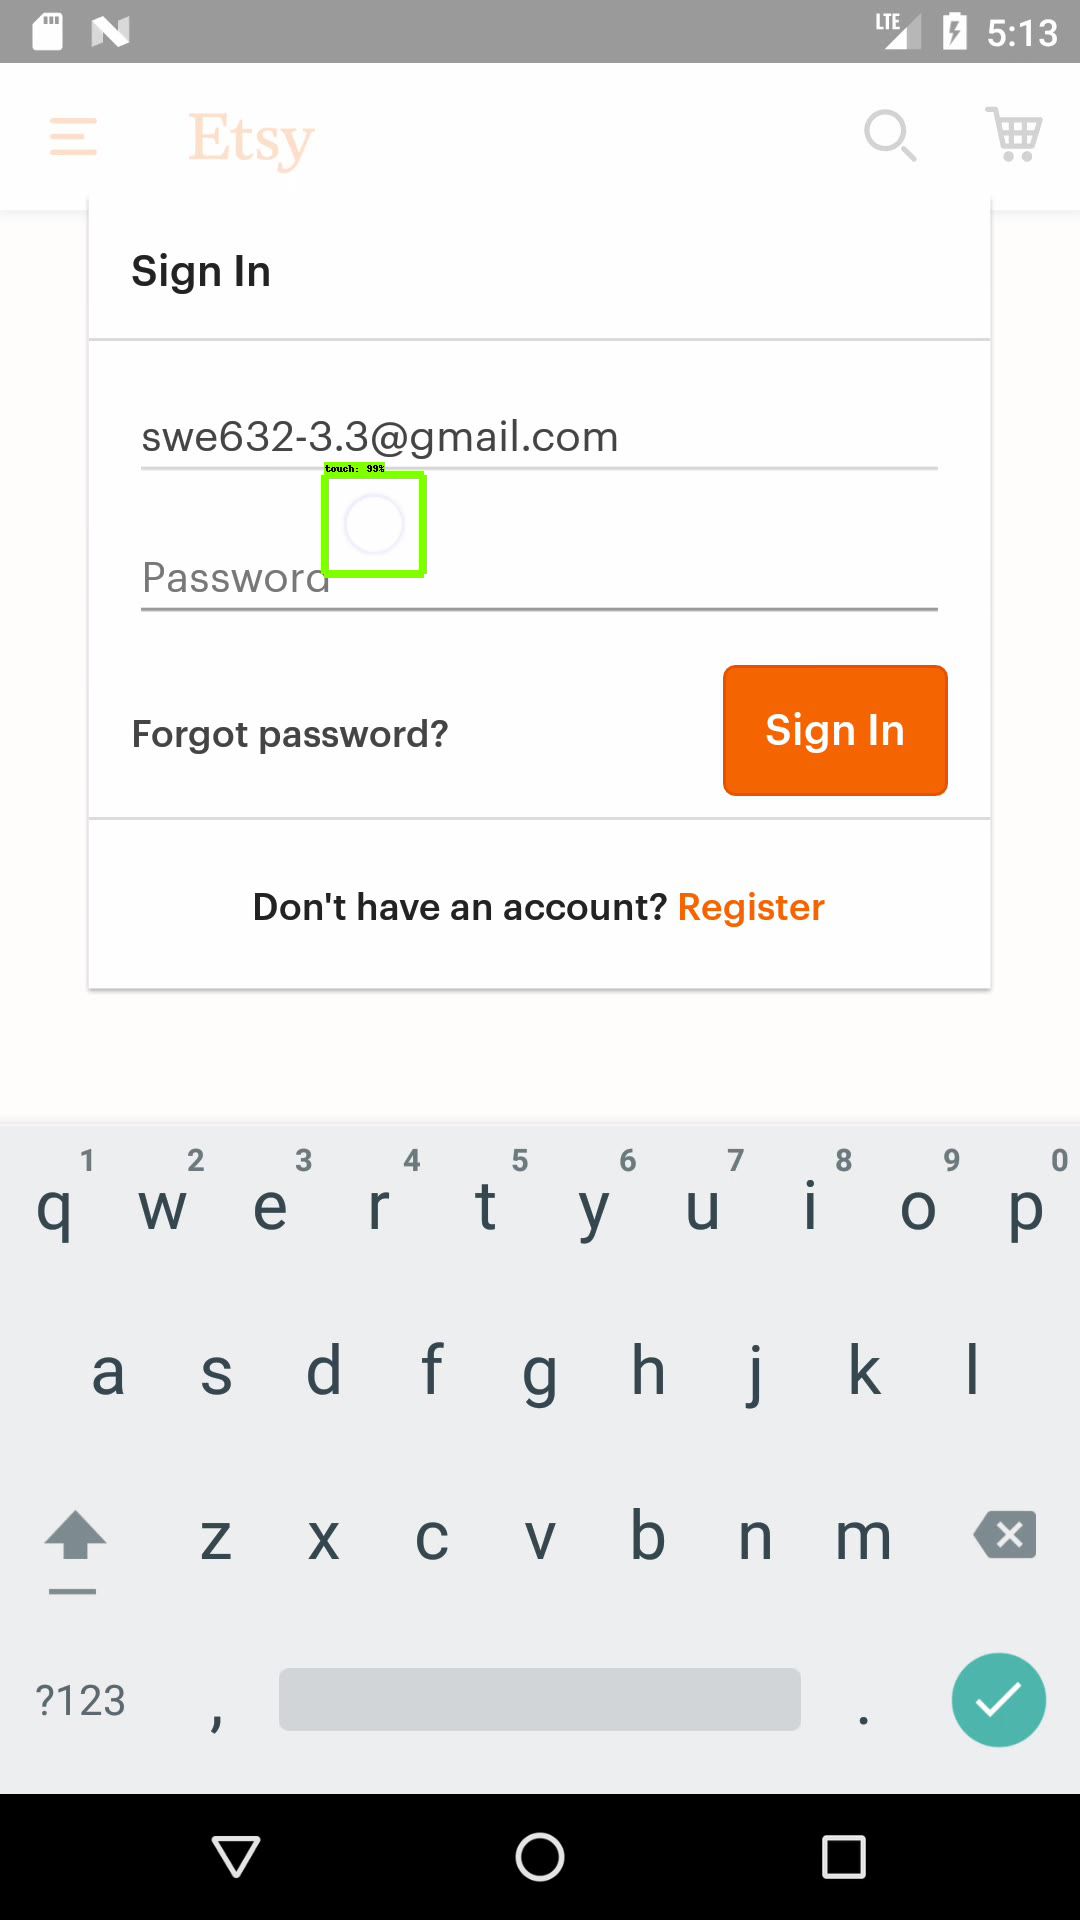 LTE 5:13
Etsy
Sign In
swe632-3.3@gmail.com
touch: 99%
Password
Forgot password? Sign In
Don't have an account? Register
1 2 3 4 5 6 7 8 9 0
q w e r t y u i o p
a s d f g h j k l
z x c v b n m
?123 , .